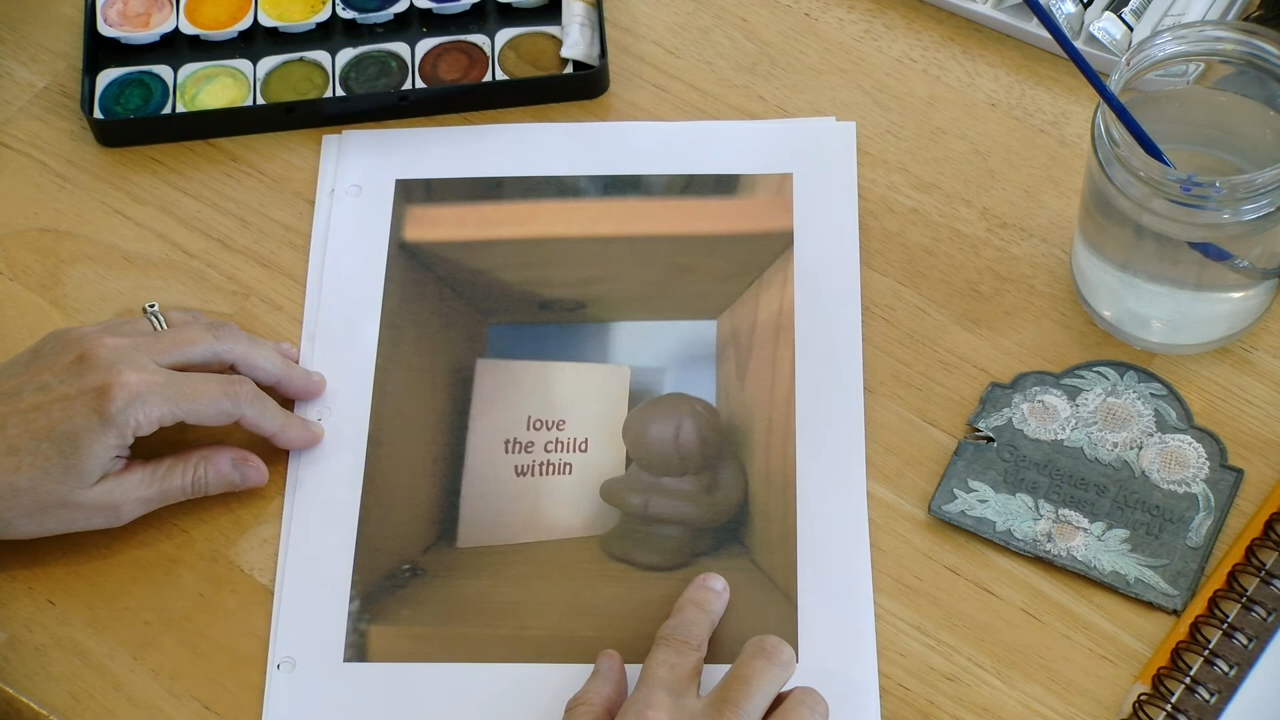 love
the child
within
Gardeners Know
the Best Dirt